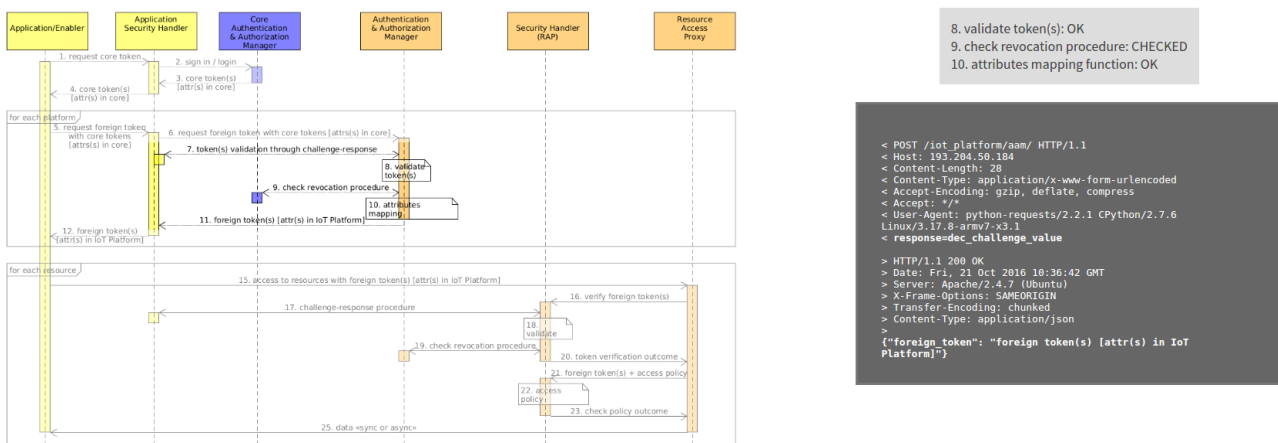 Application/Enabler
Application
Security Handler
Core
Authentication
& Authorization
Manager
Authentication
& Authorization
Manager
Security Handler
(RAP)
Resource
Access
Proxy
1. request core token
2. sign in / login
3. core token(s)
[attr(s) in core]
4. core token(s)
[attr(s) in core]
for each platform
5. request foreign token
with core tokens
[attrs(s) in core]
6. request foreign token with core tokens [attrs(s) in core]
7. token(s) validation through challenge-response
8. validate
token(s)
9. check revocation procedure
10. attributes
mapping
11. foreign token(s) [attr(s) in IoT Platform]
12. foreign token(s)
[attr(s) in IoT Platform]
for each resource
15. access to resources with foreign token(s) [attr(s) in IoT Platform]
16. verify foreign token(s)
17. challenge-response procedure
18.
validate
19. check revocation procedure
20. token verification outcome
21. foreign token(s) + access policy
22. access
policy
23. check policy outcome
25. data «sync or async»
8. validate token(s): OK
9. check revocation procedure: CHECKED
10. attributes mapping function: OK
< POST /iot_platform/aam/ HTTP/1.1
< Host: 193.204.50.184
< Content-Length: 28
< Content-Type: application/x-www-form-urlencoded
< Accept-Encoding: gzip, deflate, compress
< Accept: */*
< User-Agent: python-requests/2.2.1 CPython/2.7.6
Linux/3.17.8-armv7-x3.1
< response=dec_challenge_value
> HTTP/1.1 200 OK
> Date: Fri, 21 Oct 2016 10:36:42 GMT
> Server: Apache/2.4.7 (Ubuntu)
> X-Frame-Options: SAMEORIGIN
> Transfer-Encoding: chunked
> Content-Type: application/json
>
{"foreign_token": "foreign token(s) [attr(s) in IoT
Platform]"}